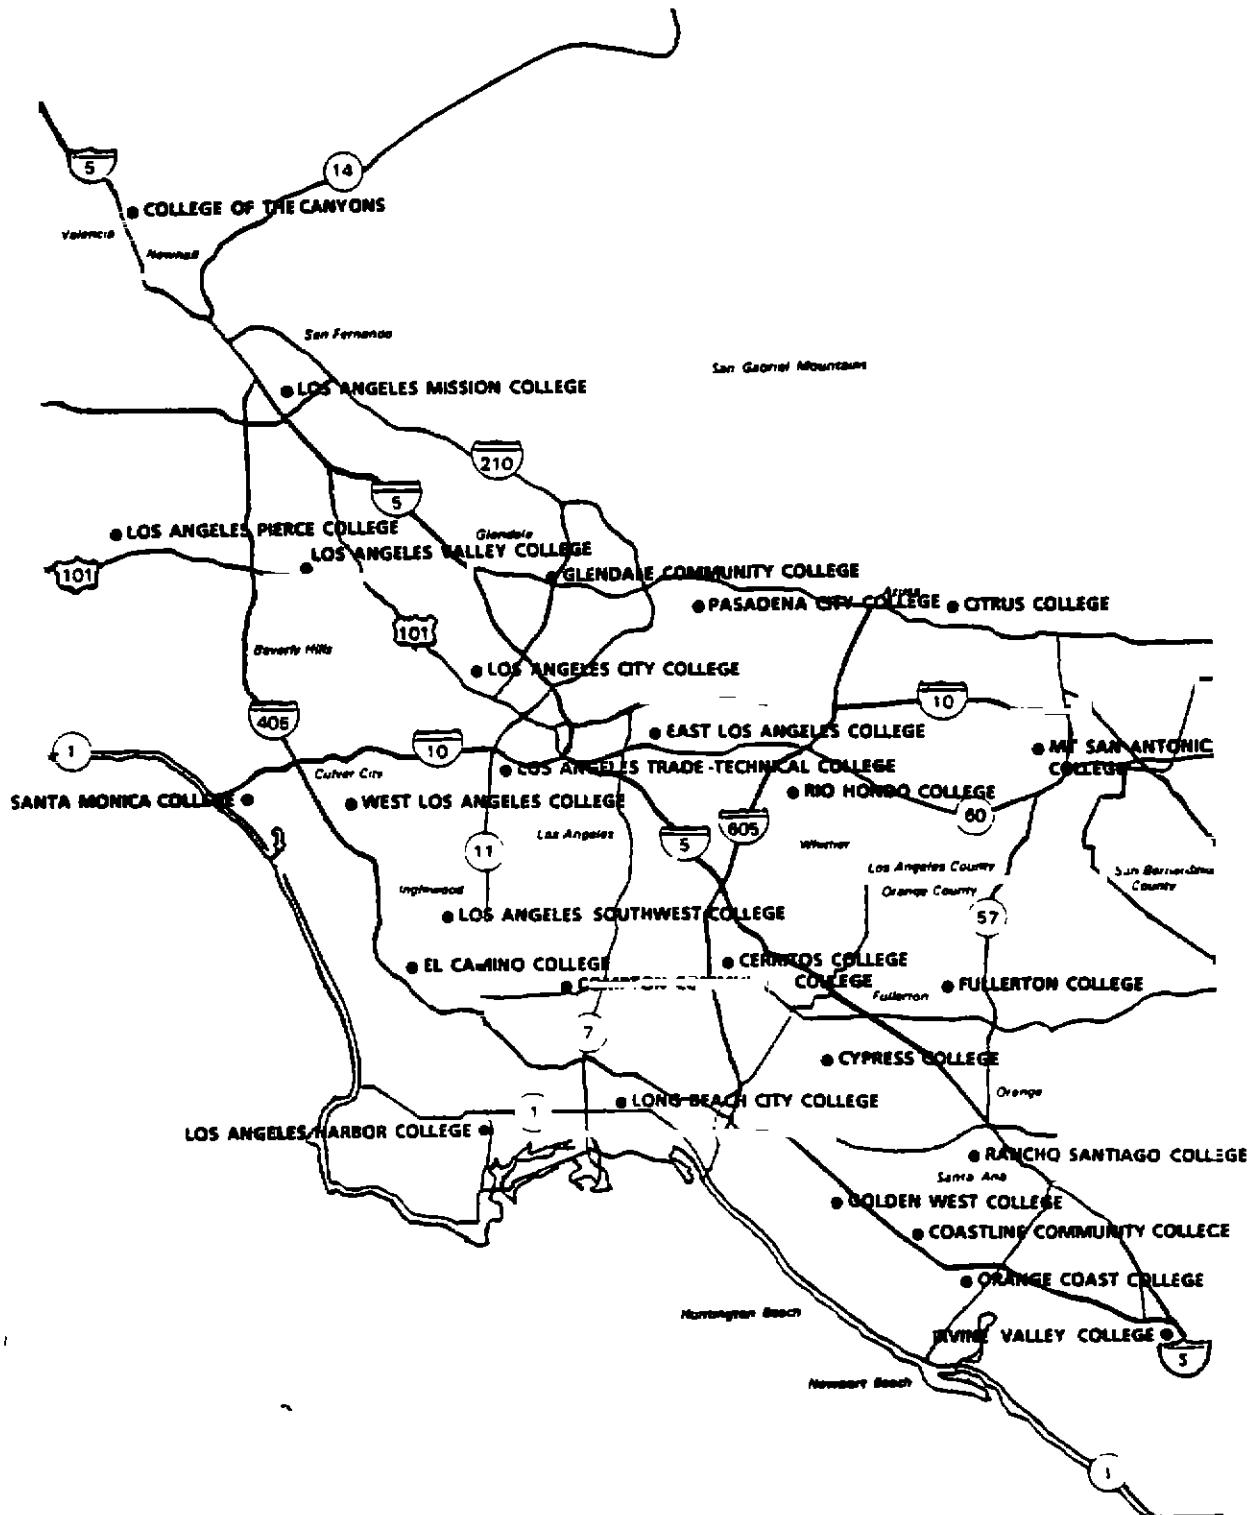 5
14
COLLEGE OF THE CANYONS
Valencia
Newhall
San Fernando
San Gabriel Mountains
LOS ANGELES MISSION COLLEGE
210
5
LOS ANGELES PIERCE COLLEGE
Glendale
LOS ANGELES VALLEY COLLEGE
101
GLENDALE COMMUNITY COLLEGE
Azusa
PASADENA CITY COLLEGE
CITRUS COLLEGE
101
Beverly Hills
LOS ANGELES CITY COLLEGE
10
405
EAST LOS ANGELES COLLEGE
1
10
MT SAN ANTONIC
COLLEGE
Culver City
LOS ANGELES TRADE-TECHNICAL COLLEGE
SANTA MONICA COLLEGE
WEST LOS ANGELES COLLEGE
RIO HONDO COLLEGE
60
Los Angeles
605
5
Whittier
11
Los Angeles County
Orange County
San Bernardino
County
Inglewood
LOS ANGELES SOUTHWEST COLLEGE
57
EL CAMINO COLLEGE
CERRITOS COLLEGE
COMPTON
COLLEGE
Fullerton
FULLERTON COLLEGE
7
CYPRESS COLLEGE
Orange
LONG BEACH CITY COLLEGE
1
LOS ANGELES HARBOR COLLEGE
RANCHO SANTIAGO COLLEGE
Santa Ana
GOLDEN WEST COLLEGE
COASTLINE COMMUNITY COLLEGE
ORANGE COAST COLLEGE
Huntington Beach
IRVINE VALLEY COLLEGE
5
Newport Beach
1